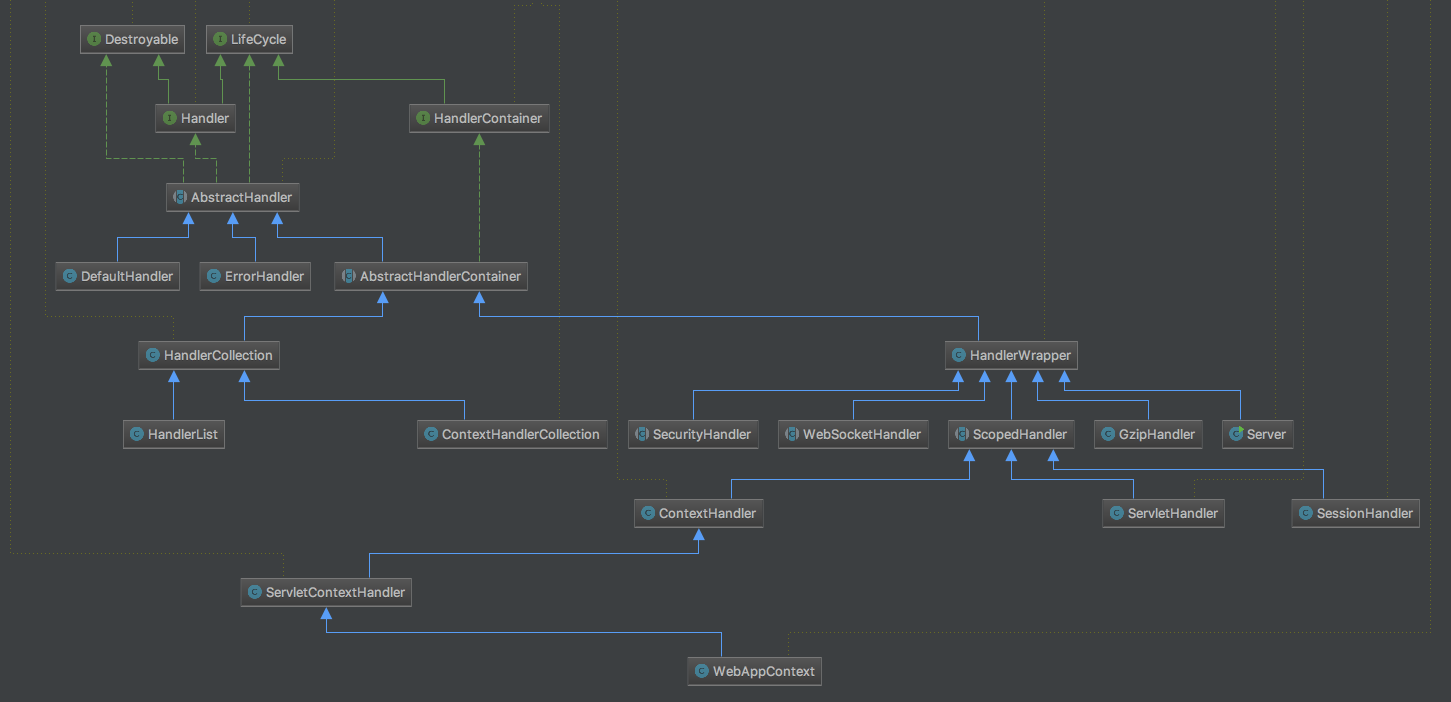 Destroyable
LifeCycle
Handler
HandlerContainer
AbstractHandler
DefaultHandler
ErrorHandler
AbstractHandlerContainer
HandlerCollection
HandlerWrapper
HandlerList
ContextHandlerCollection
SecurityHandler
WebSocketHandler
ScopedHandler
GzipHandler
Server
ContextHandler
ServletHandler
SessionHandler
ServletContextHandler
WebAppContext